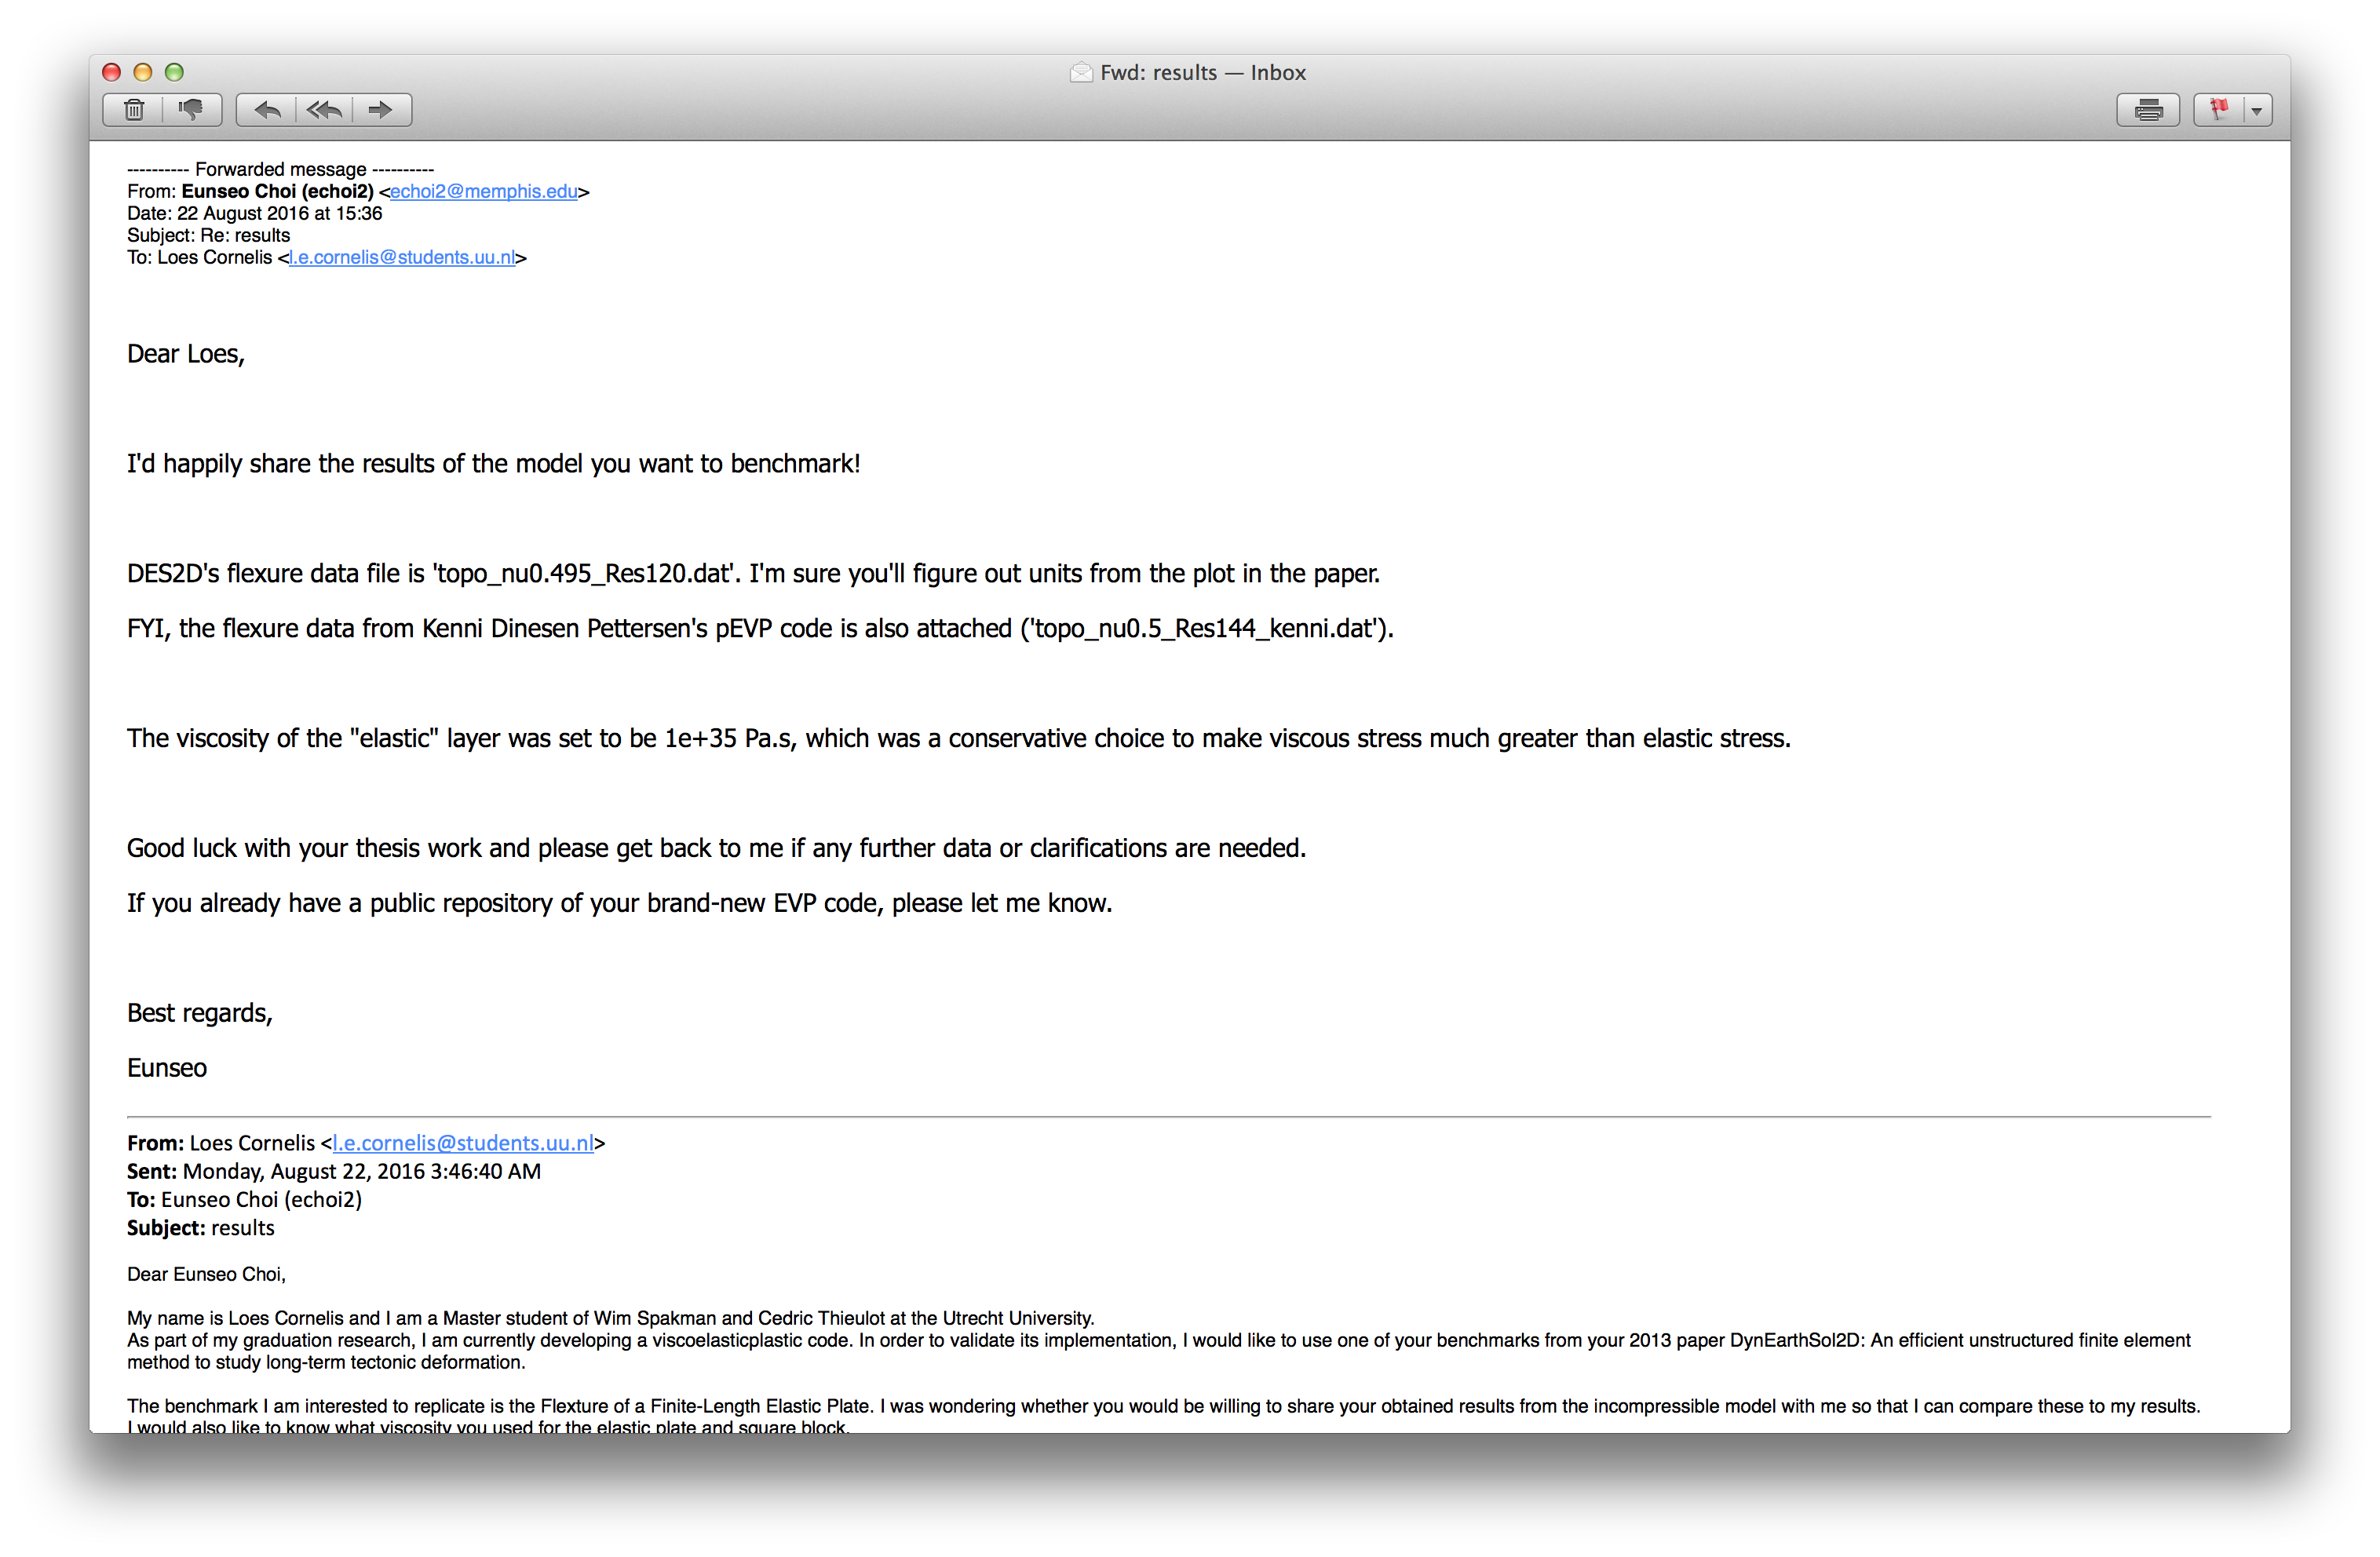 Fwd: results — Inbox
---------- Forwarded message ----------
From: Eunseo Choi (echoi2) <echoi2@memphis.edu>
Date: 22 August 2016 at 15:36
Subject: Re: results
To: Loes Cornelis <l.e.cornelis@students.uu.nl>
Dear Loes,
I'd happily share the results of the model you want to benchmark!
DES2D's flexure data file is 'topo_nu0.495_Res120.dat'. I'm sure you'll figure out units from the plot in the paper.
FYI, the flexure data from Kenni Dinesen Pettersen's pEVP code is also attached ('topo_nu0.5_Res144_kenni.dat').
The viscosity of the "elastic" layer was set to be 1e+35 Pa.s, which was a conservative choice to make viscous stress much greater than elastic stress.
Good luck with your thesis work and please get back to me if any further data or clarifications are needed.
If you already have a public repository of your brand-new EVP code, please let me know.
Best regards,
Eunseo
From: Loes Cornelis <l.e.cornelis@students.uu.nl>
Sent: Monday, August 22, 2016 3:46:40 AM
To: Eunseo Choi (echoi2)
Subject: results
Dear Eunseo Choi,
My name is Loes Cornelis and I am a Master student of Wim Spakman and Cedric Thieulot at the Utrecht University.
As part of my graduation research, I am currently developing a viscoelasticplastic code. In order to validate its implementation, I would like to use one of your benchmarks from your 2013 paper DynEarthSol2D: An efficient unstructured finite element
method to study long-term tectonic deformation.
The benchmark I am interested to replicate is the Flexture of a Finite-Length Elastic Plate. I was wondering whether you would be willing to share your obtained results from the incompressible model with me so that I can compare these to my results.
I would also like to know what viscosity you used for the elastic plate and square block.